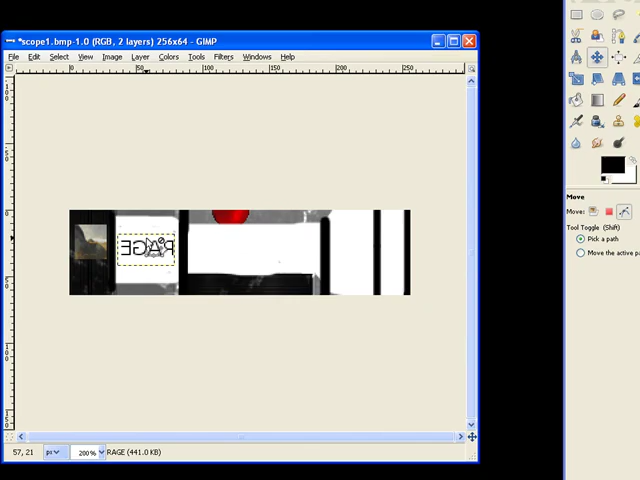 *scope1.bmp-1.0 (RGB, 2 layers) 256x64 – GIMP
File Edit Select View Image Layer Colors Tools Filters Windows Help
0 50 100 150 200 250
RAGE
57, 21 px 200% RAGE (441.0 KB)
Move
Move:
Tool Toggle (Shift)
Pick a path
Move the active pa